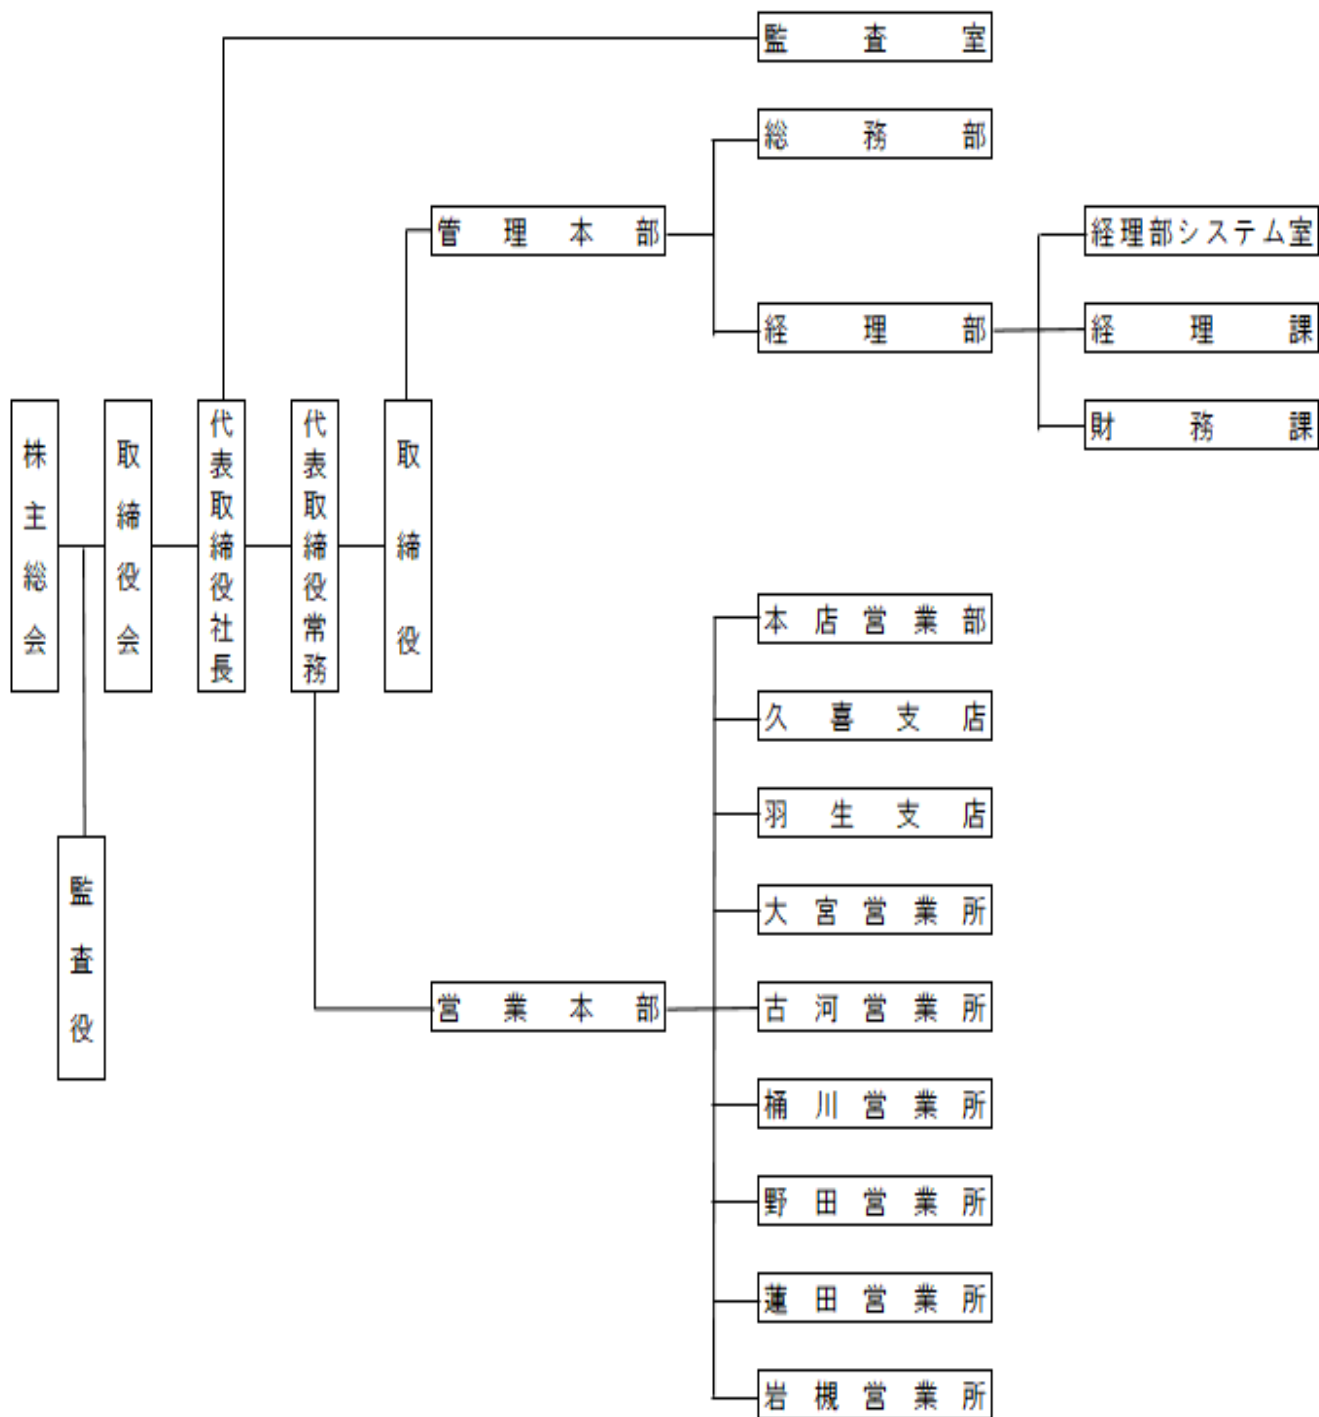 監査室
総務部
管理本部
経理部システム室
経理部
経理課
財務課
株主総会
取締役会
代表取締役社長
代表取締役常務
取締役
監査役
本店営業部
久喜支店
羽生支店
大宮営業所
営業本部
古河営業所
桶川営業所
野田営業所
蓮田営業所
岩槻営業所